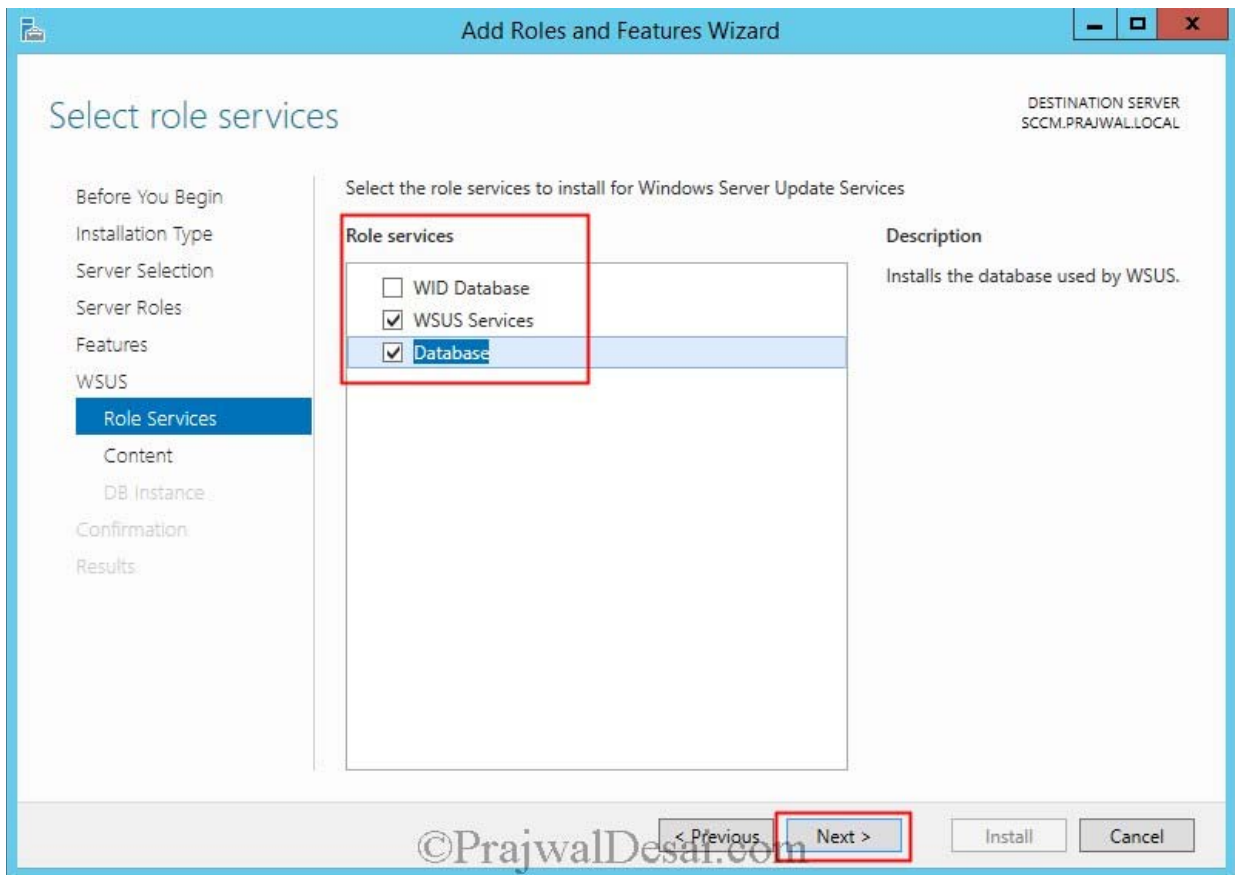 Add Roles and Features Wizard
Select role services
DESTINATION SERVER
SCCM.PRAJWAL.LOCAL
Before You Begin
Installation Type
Server Selection
Server Roles
Features
WSUS
Role Services
Content
DB Instance
Confirmation
Results
Select the role services to install for Windows Server Update Services
Role services
WID Database
WSUS Services
Database
Description
Installs the database used by WSUS.
< Previous
Next >
Install
Cancel
©PrajwalDesai.com